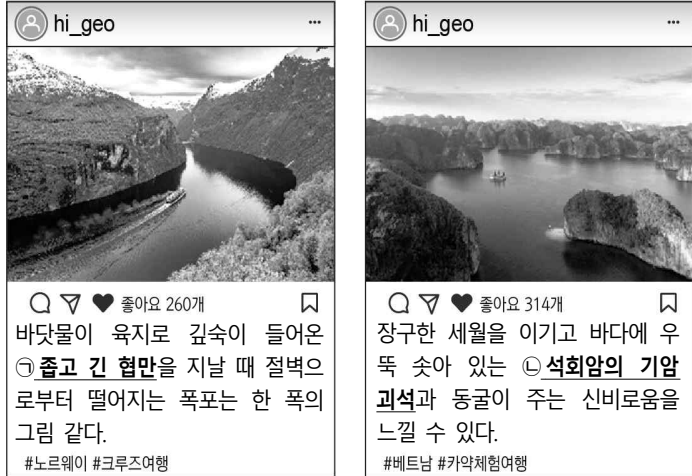 hi_geo
좋아요 260개
바닷물이 육지로 깊숙이 들어온
㉠좁고 긴 협만을 지날 때 절벽으
로부터 떨어지는 폭포는 한 폭의
그림 같다.
#노르웨이 #크루즈여행
hi_geo
좋아요 314개
장구한 세월을 이기고 바다에 우
뚝 솟아 있는 ㉡석회암의 기암
괴석과 동굴이 주는 신비로움을
느낄 수 있다.
#베트남 #카약체험여행